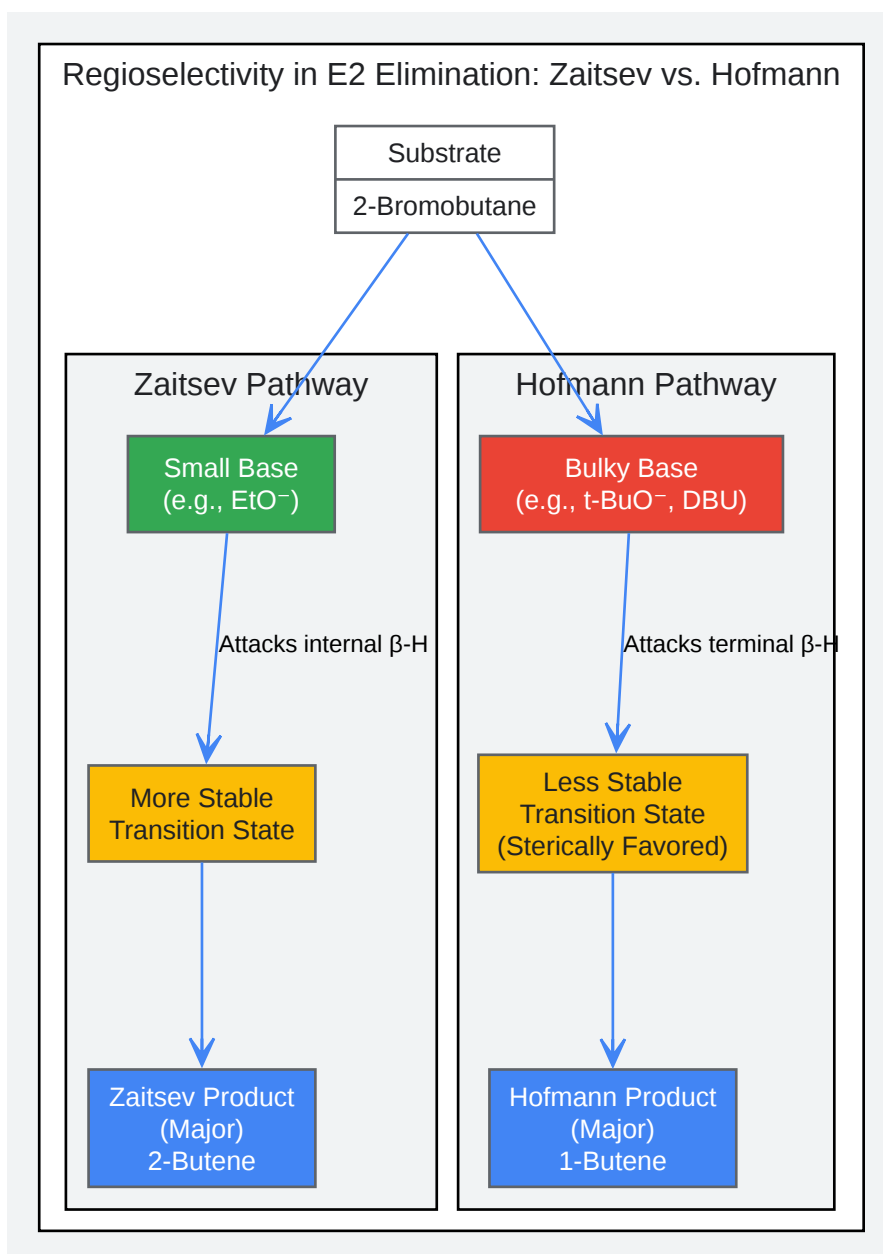 Regioselectivity in E2 Elimination: Zaitsev vs. Hofmann
Substrate
2-Bromobutane
Zaitsev Pathway
Small Base
(e.g., EtO⁻)
Attacks internal β-H
More Stable
Transition State
Zaitsev Product
(Major)
2-Butene
Hofmann Pathway
Bulky Base
(e.g., t-BuO⁻, DBU)
Attacks terminal β-H
Less Stable
Transition State
(Sterically Favored)
Hofmann Product
(Major)
1-Butene